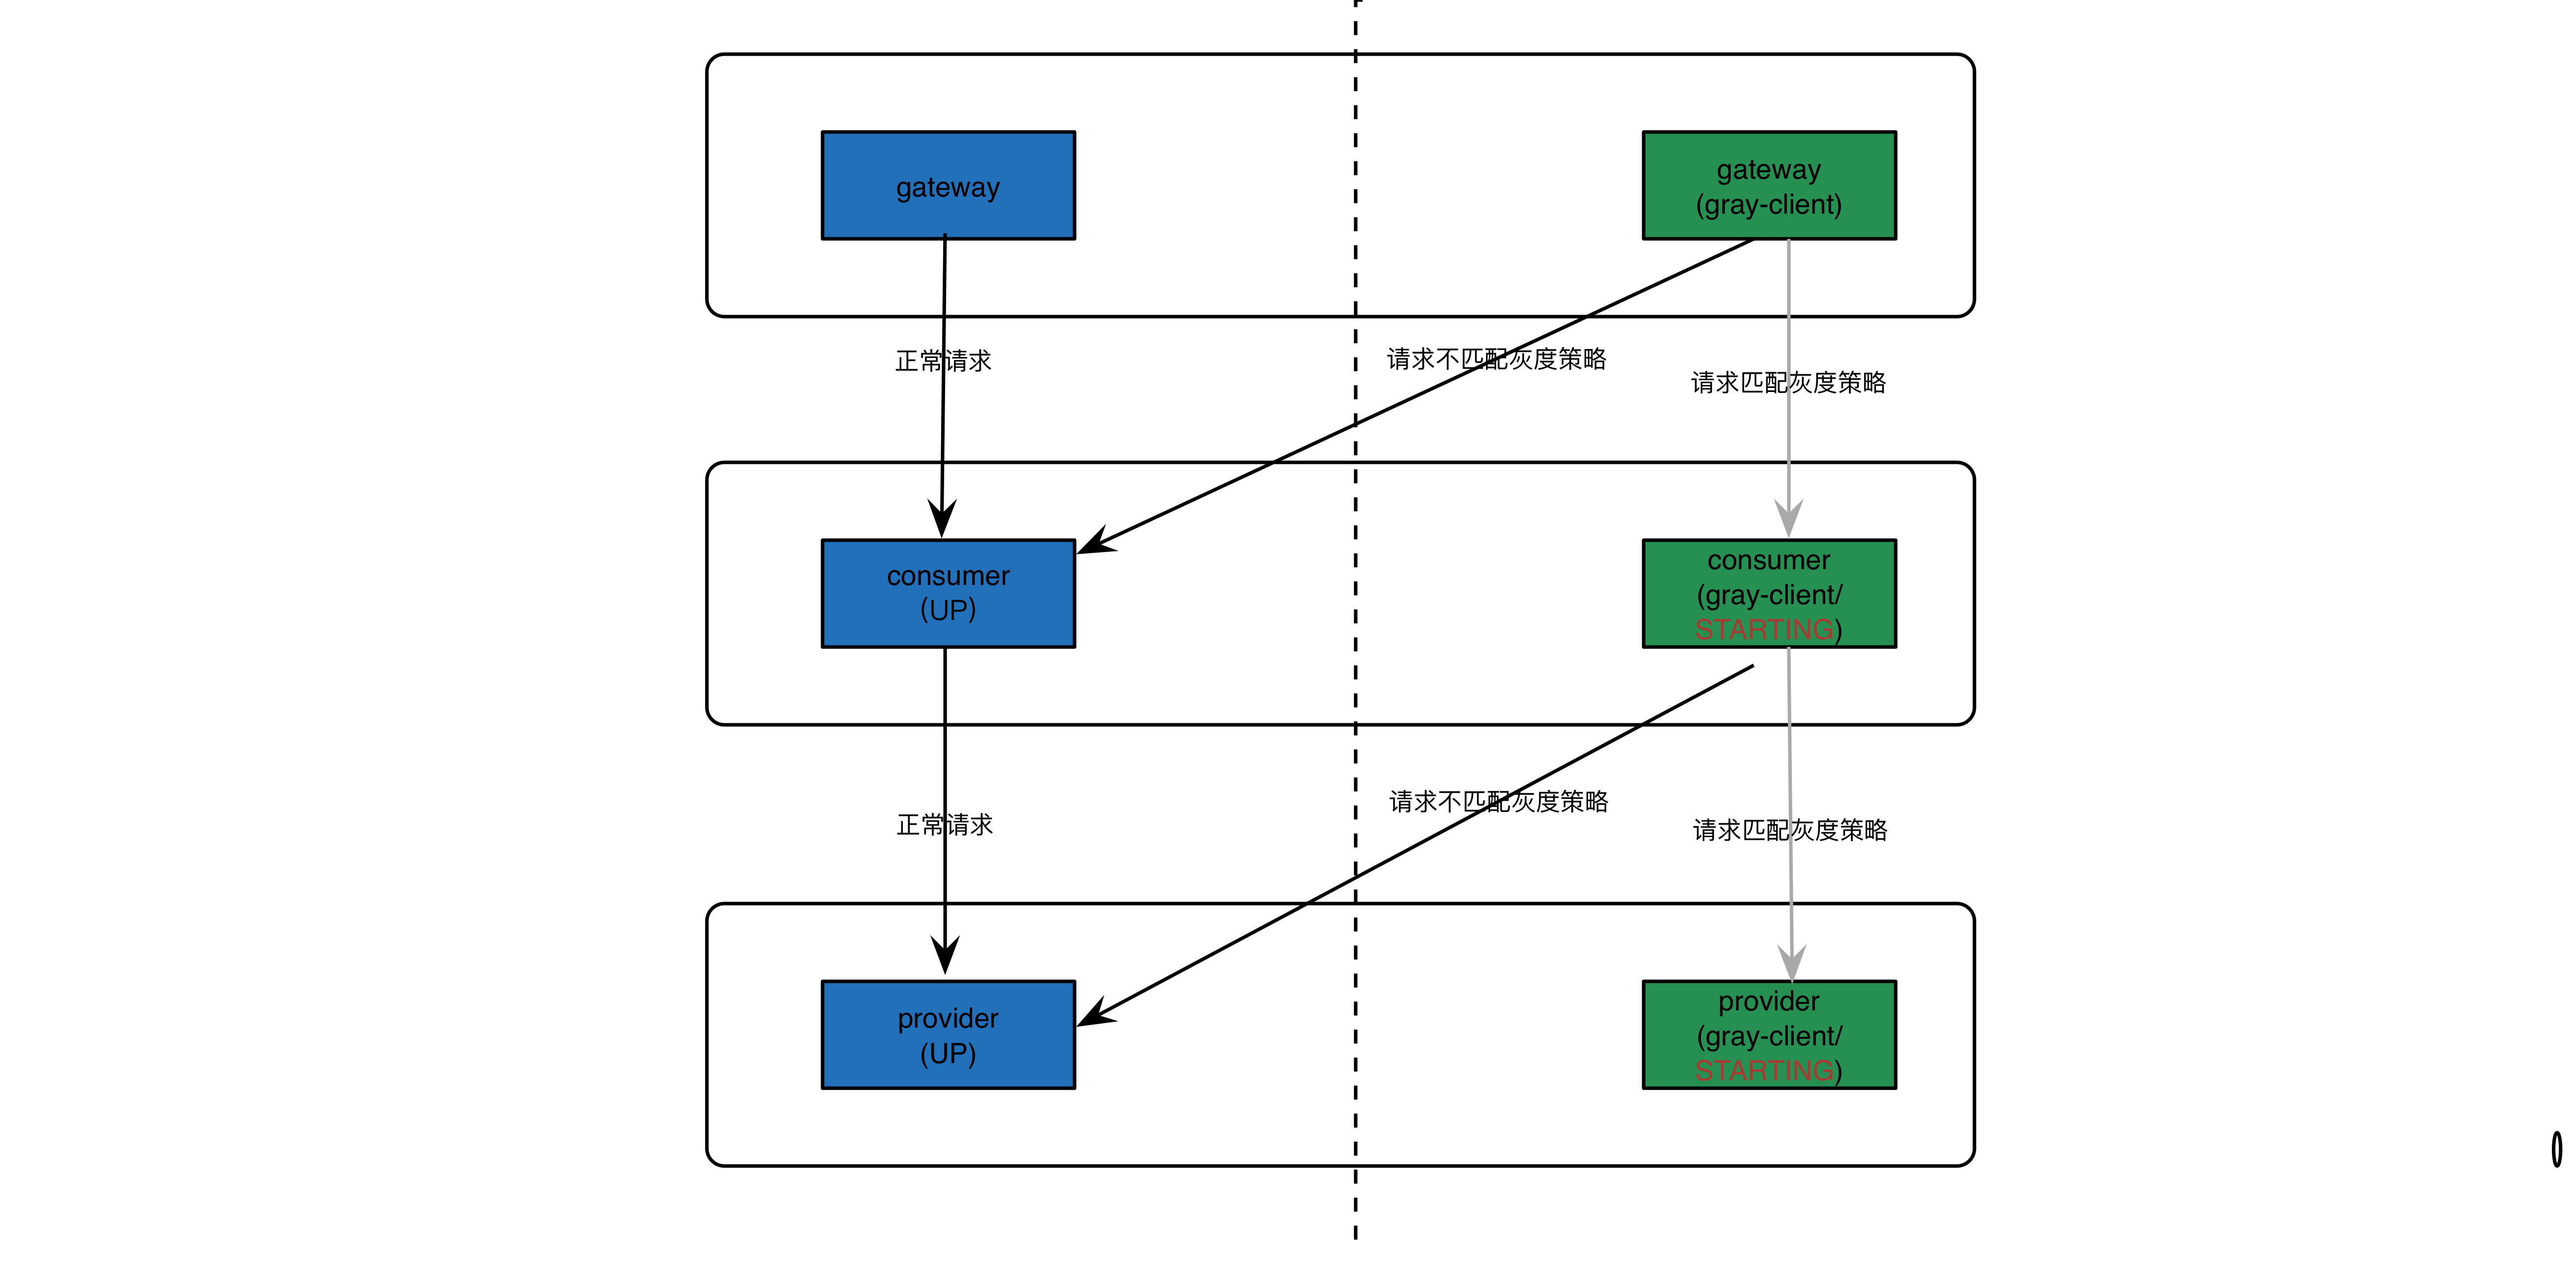 gateway
gateway
(gray-client)
正常请求
请求不匹配灰度策略
请求匹配灰度策略
consumer
(UP)
consumer
(gray-client/
STARTING)
正常请求
请求不匹配灰度策略
请求匹配灰度策略
provider
(UP)
provider
(gray-client/
STARTING)